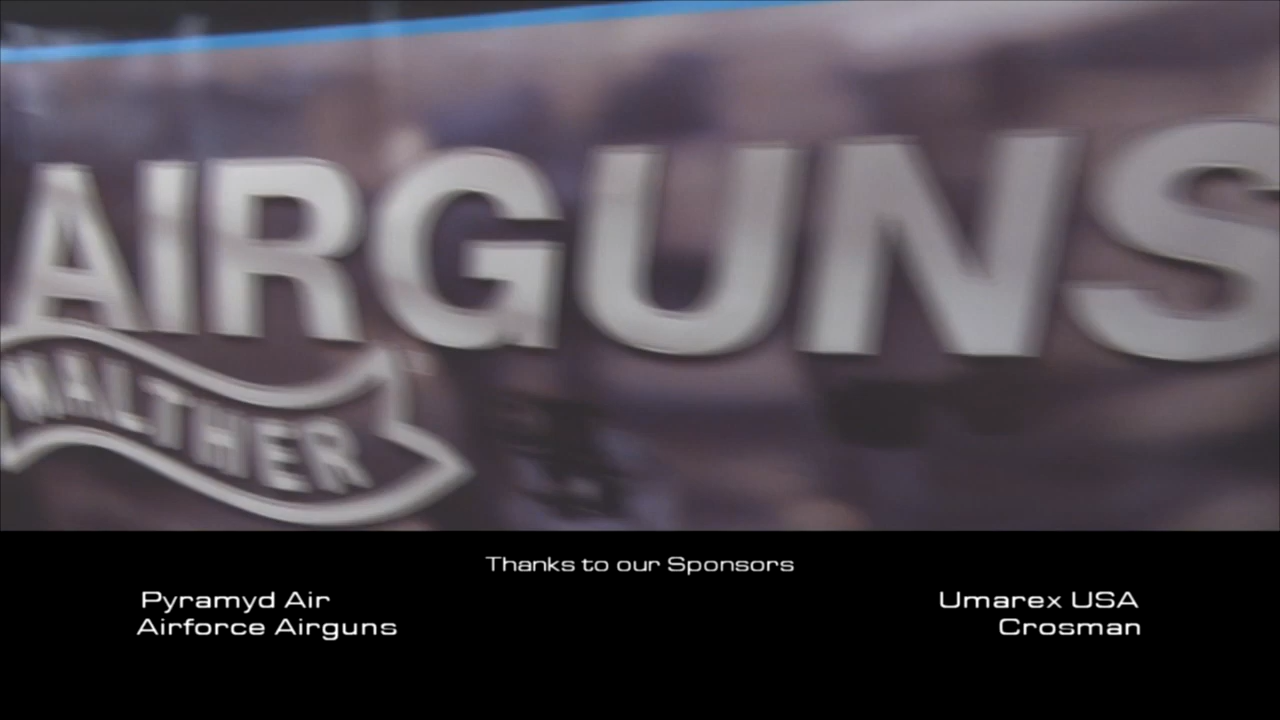 AIRGUNS
WALTHER
Thanks to our Sponsors
Pyramyd Air
Umarex USA
Airforce Airguns
Crosman